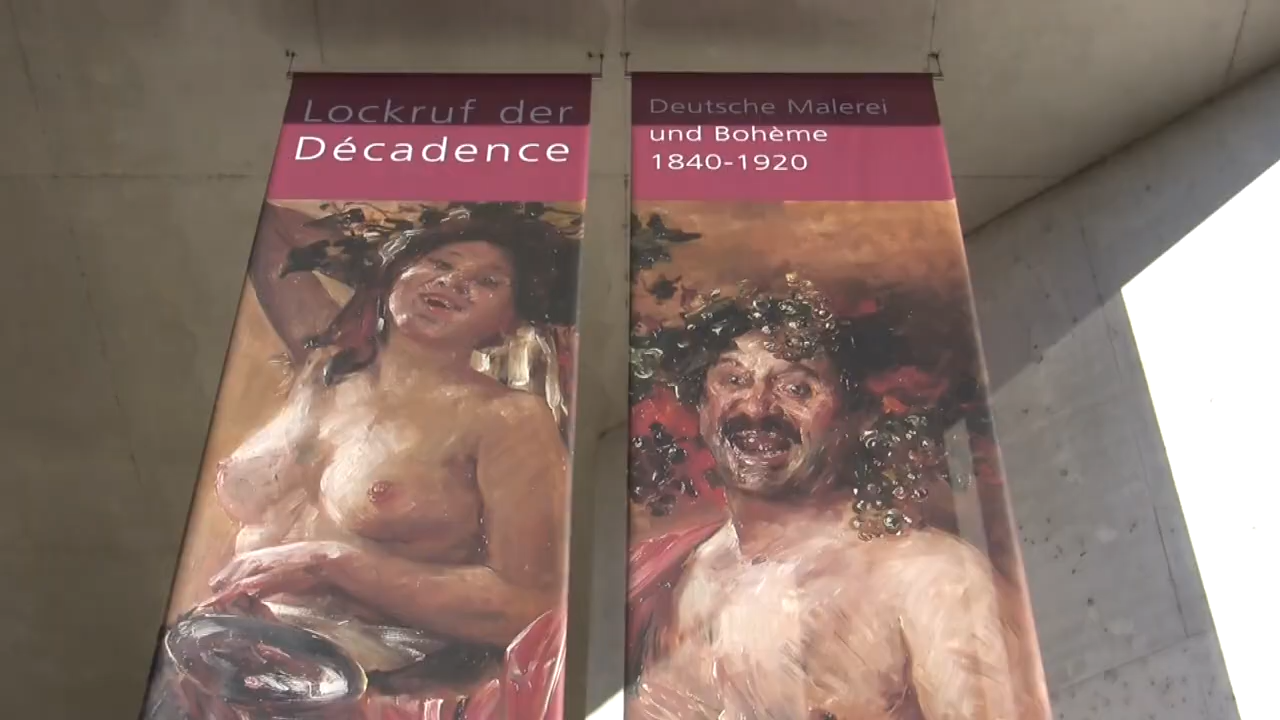 Lockruf der
Décadence
Deutsche Malerei
und Bohème
1840-1920